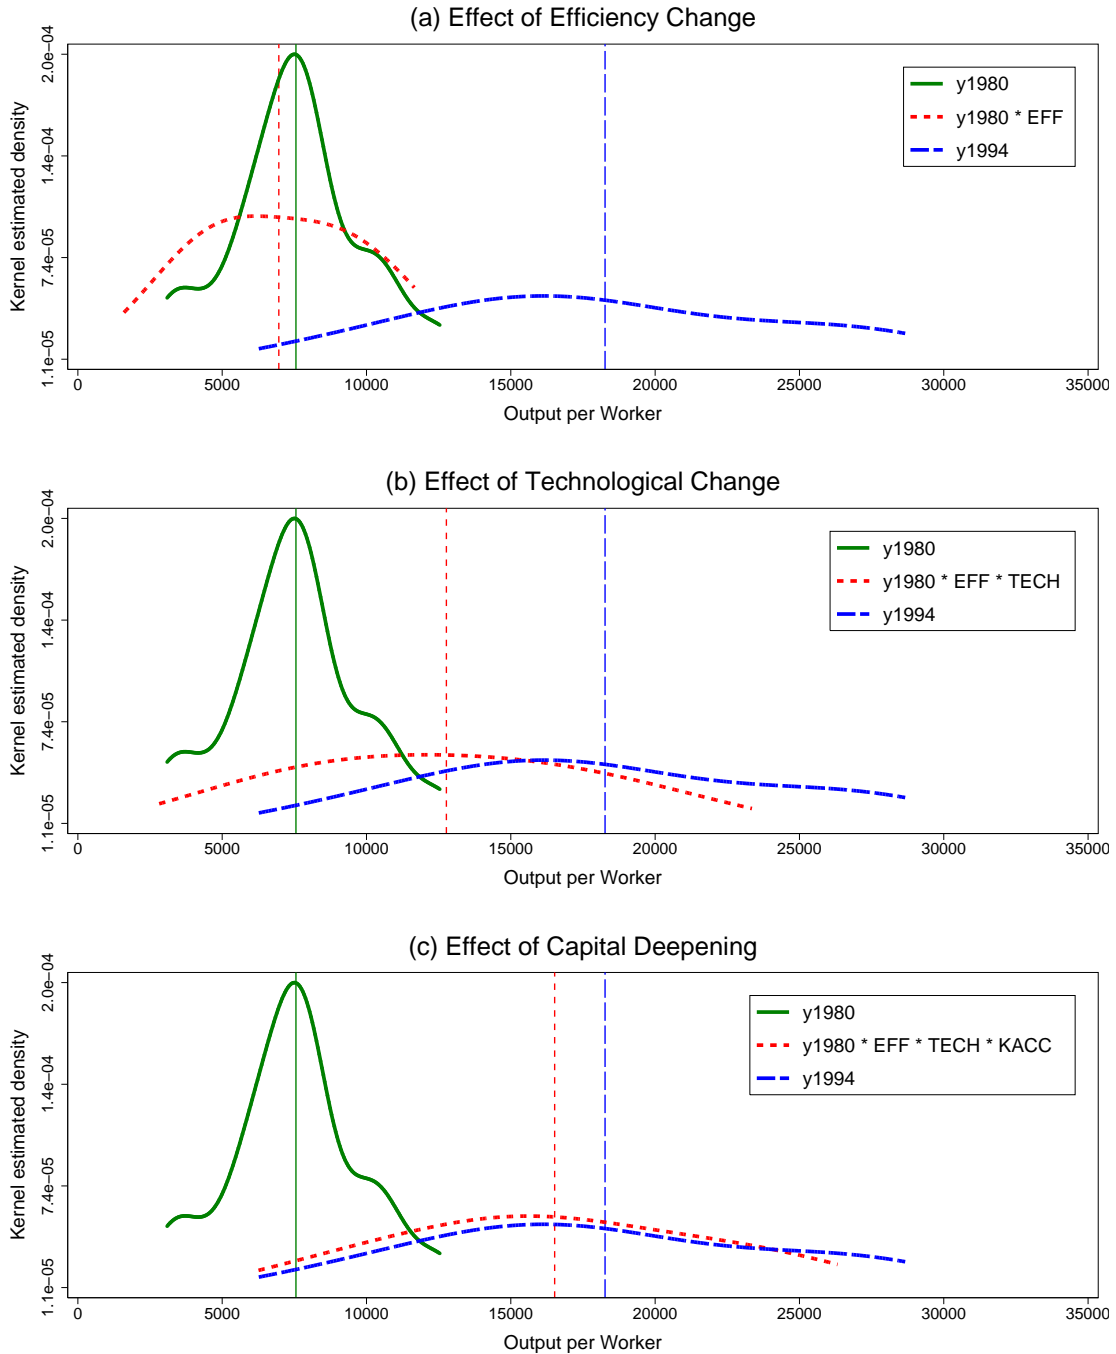 (a) Effect of Efficiency Change
Kernel estimated density
2.0e−04
1.4e−04
7.4e−05
1.1e−05
y1980
y1980 * EFF
y1994
0 5000 10000 15000 20000 25000 30000 35000
Output per Worker
(b) Effect of Technological Change
Kernel estimated density
2.0e−04
1.4e−04
7.4e−05
1.1e−05
y1980
y1980 * EFF * TECH
y1994
0 5000 10000 15000 20000 25000 30000 35000
Output per Worker
(c) Effect of Capital Deepening
Kernel estimated density
2.0e−04
1.4e−04
7.4e−05
1.1e−05
y1980
y1980 * EFF * TECH * KACC
y1994
0 5000 10000 15000 20000 25000 30000 35000
Output per Worker